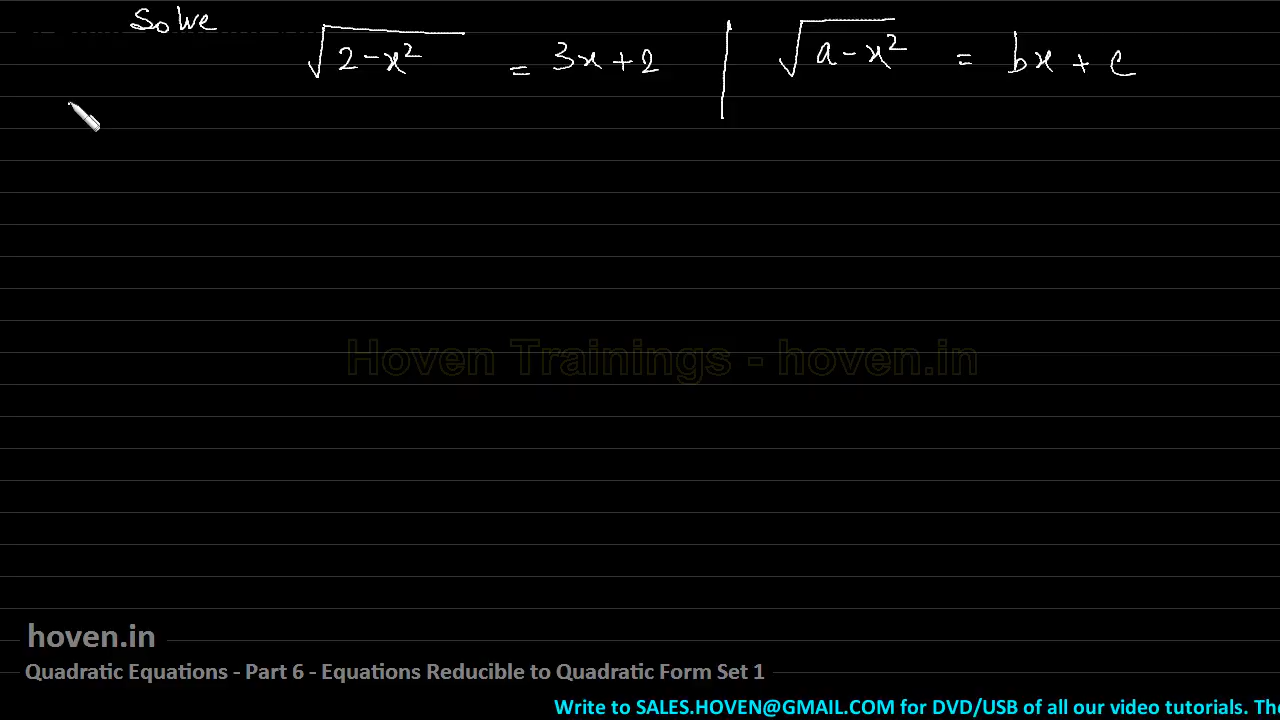 Solve
√2-x² = 3x+2 | √a-x² = bx + c
Hoven Trainings - hoven.in
hoven.in
Quadratic Equations - Part 6 - Equations Reducible to Quadratic Form Set 1
Write to SALES.HOVEN@GMAIL.COM for DVD/USB of all our video tutorials. The